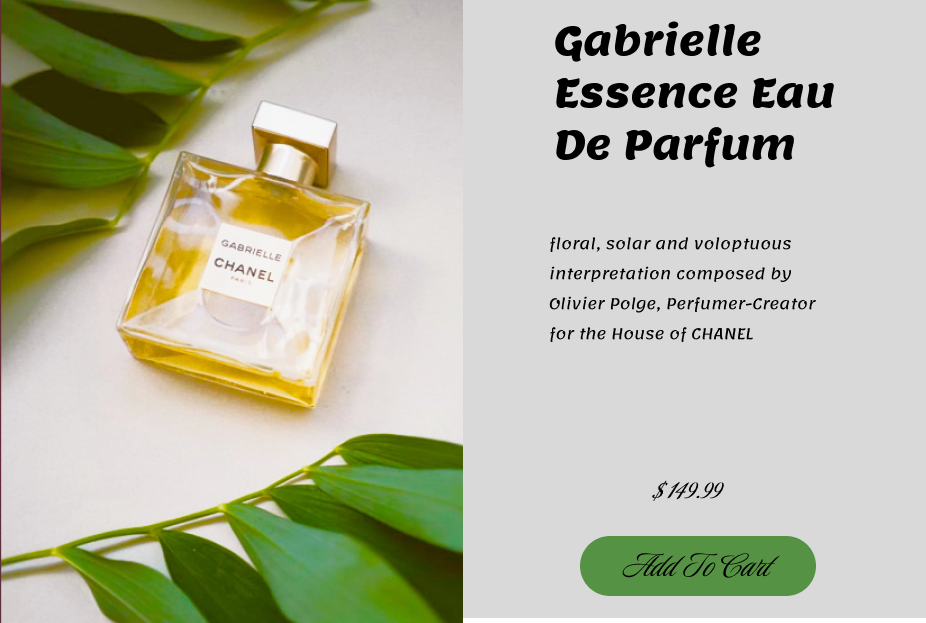 Gabrielle
Essence Eau
De Parfum
floral, solar and voloptuous
interpretation composed by
Olivier Polge, Perfumer-Creator
for the House of CHANEL
$149.99
Add To Cart
GABRIELLE
CHANEL
PARIS